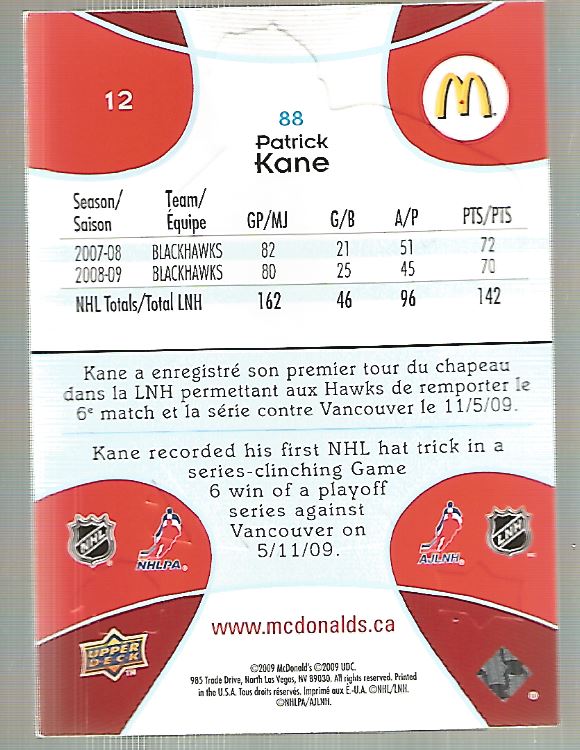 12
88
Patrick
Kane
Season/ Team/
Saison Équipe GP/MJ G/B A/P PTS/PTS
2007-08 BLACKHAWKS 82 21 51 72
2008-09 BLACKHAWKS 80 25 45 70
NHL Totals/Total LNH 162 46 96 142
Kane a enregistré son premier tour du chapeau
dans la LNH permettant aux Hawks de remporter le
6e match et la série contre Vancouver le 11/5/09.
Kane recorded his first NHL hat trick in a
series-clinching Game
6 win of a playoff
series against
Vancouver on
5/11/09.
NHL NHLPA® AJLNH® LNH
www.mcdonalds.ca
UPPER
DECK
TM
©2009 McDonald's ©2009 UDC.
985 Trade Drive, North Las Vegas, NV 89030. All rights reserved. Printed
in the U.S.A. Tous droits réservés. Imprimé aux É.-U.A. ©NHL/LNH.
©NHLPA/AJLNH.